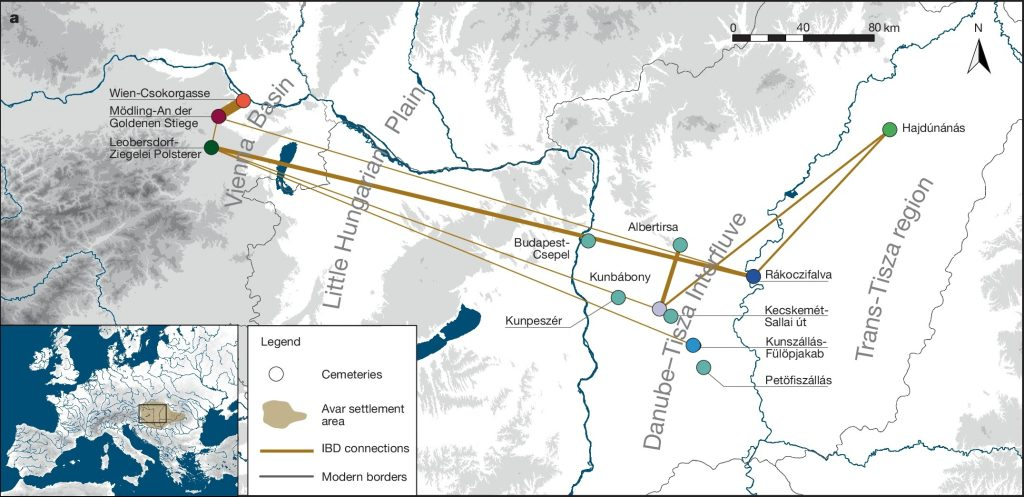 a
0
40
80 km
N
Wien-Csokorgasse
Mödling-An der
Goldenen Stiege
Leobersdorf-
Ziegelei Polsterer
Vienna Basin
Little Hungarian Plain
Hajdúnánás
Budapest-
Csepel
Albertirsa
Kunbábony
Rákoczifalva
Kunpeszér
Kecskemét-
Sallai út
Kunszállás-
Fülöpjakab
Petöfiszállás
Danube-Tisza Interfluve
Trans-Tisza region
Legend
Cemeteries
Avar settlement
area
IBD connections
Modern borders